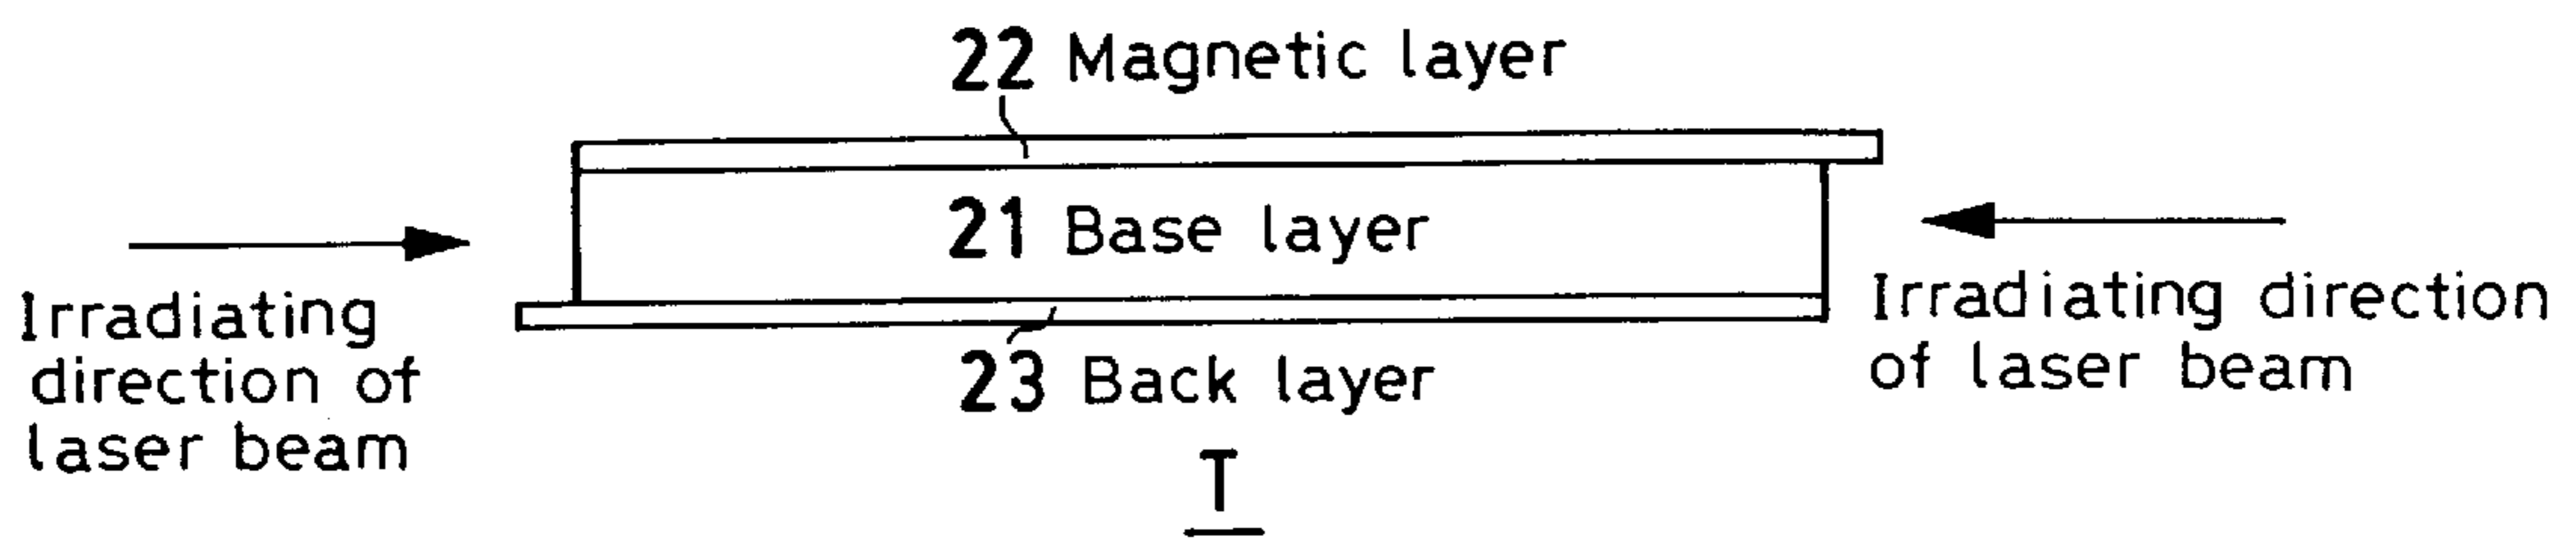 22 Magnetic layer
21 Base layer
Irradiating
direction of
laser beam
Irradiating direction
of laser beam
23 Back layer
T